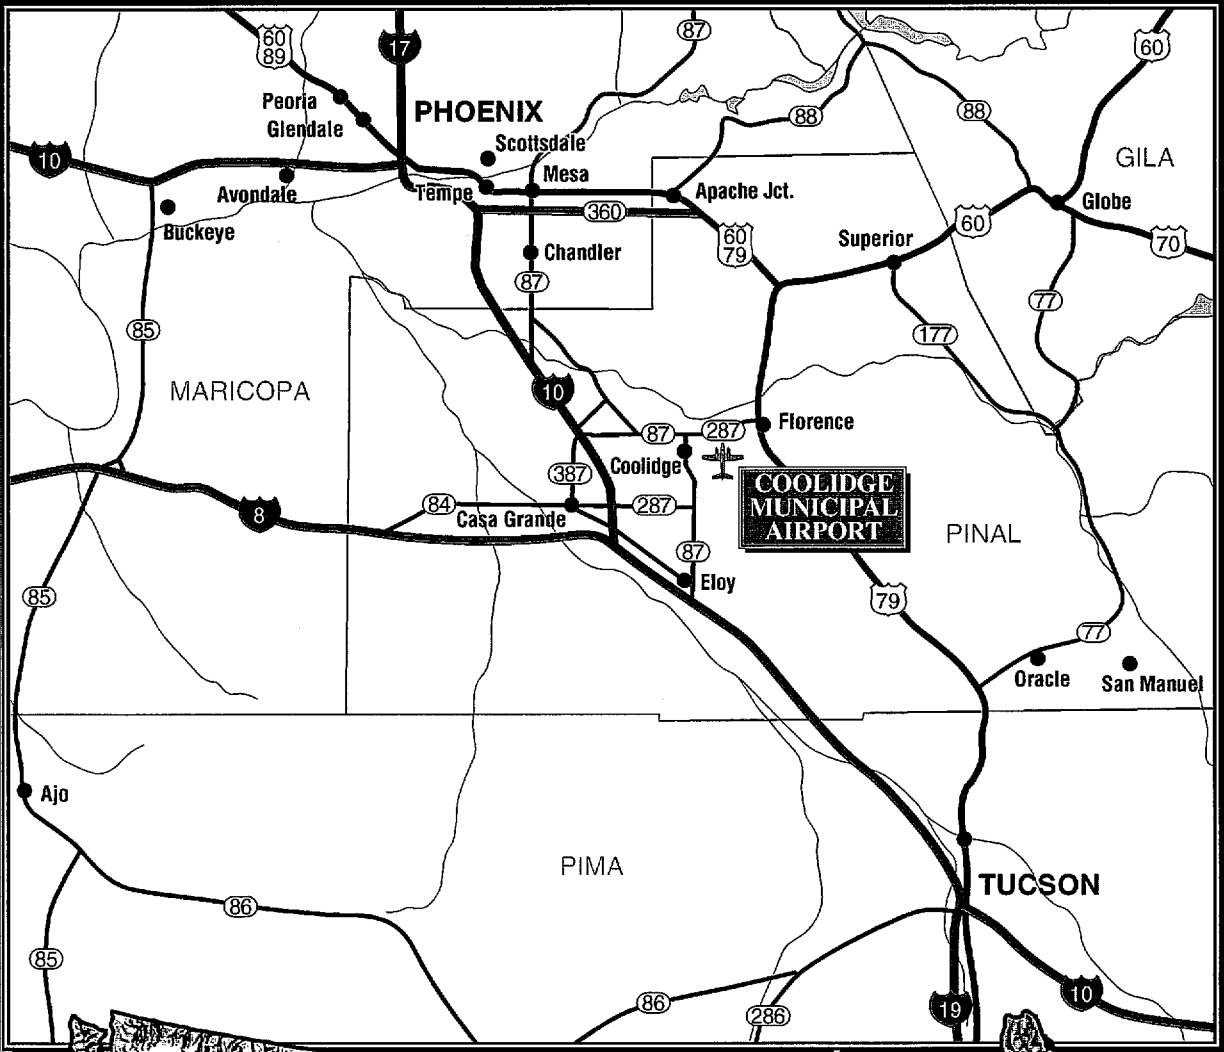 87
60
89
17
60
Peoria
PHOENIX
88
88
Glendale
Scottsdale
10
GILA
Mesa
Avondale
Tempe
Apache Jct.
Globe
360
Buckeye
60
60
79
Superior
70
Chandler
87
77
85
177
MARICOPA
10
Florence
87
287
Coolidge
387
COOLIDGE
MUNICIPAL
AIRPORT
84
287
8
Casa Grande
PINAL
87
Eloy
85
79
77
Oracle
San Manuel
Ajo
PIMA
TUCSON
86
85
10
86
19
286